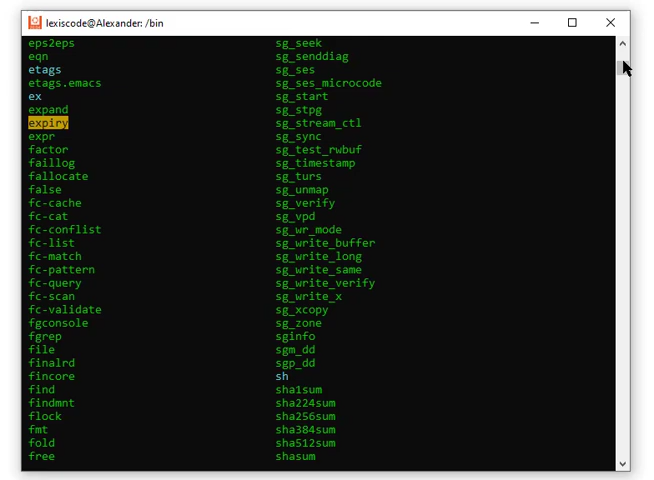 lexiscode@Alexander: /bin
eps2eps sg_seek
eqn sg_senddiag
etags sg_ses
etags.emacs sg_ses_microcode
ex sg_start
expand sg_stpg
expiry sg_stream_ctl
expr sg_sync
factor sg_test_rwbuf
faillog sg_timestamp
fallocate sg_turs
false sg_unmap
fc-cache sg_verify
fc-cat sg_vpd
fc-conflist sg_wr_mode
fc-list sg_write_buffer
fc-match sg_write_long
fc-pattern sg_write_same
fc-query sg_write_verify
fc-scan sg_write_x
fc-validate sg_xcopy
fgconsole sg_zone
fgrep sginfo
file sgm_dd
finalrd sgp_dd
fincore sh
find sha1sum
findmnt sha224sum
flock sha256sum
fmt sha384sum
fold sha512sum
free shasum